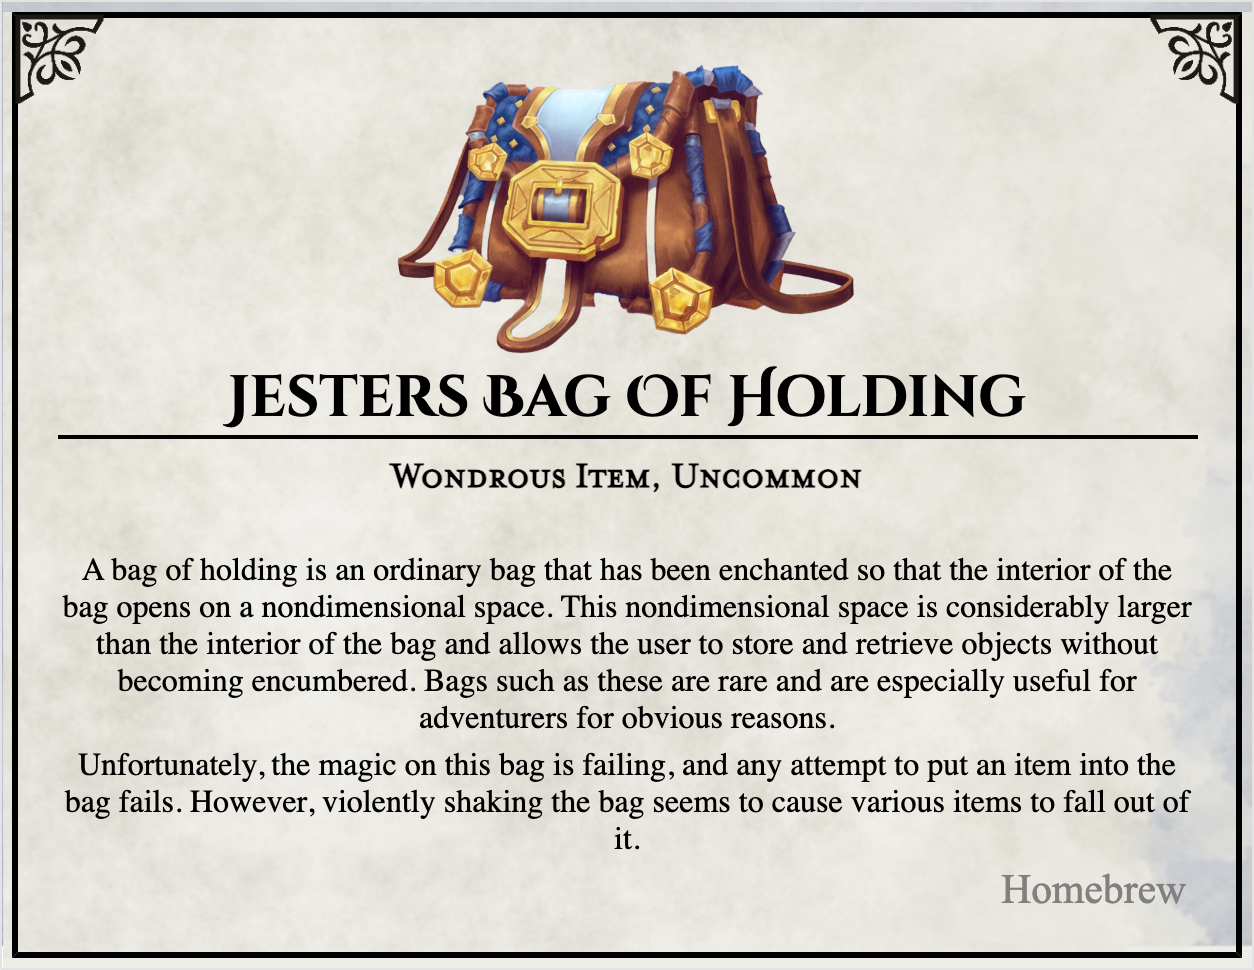 Jesters Bag Of Holding
Wondrous Item, Uncommon
A bag of holding is an ordinary bag that has been enchanted so that the interior of the
bag opens on a nondimensional space. This nondimensional space is considerably larger
than the interior of the bag and allows the user to store and retrieve objects without
becoming encumbered. Bags such as these are rare and are especially useful for
adventurers for obvious reasons.
Unfortunately, the magic on this bag is failing, and any attempt to put an item into the
bag fails. However, violently shaking the bag seems to cause various items to fall out of
it.
Homebrew